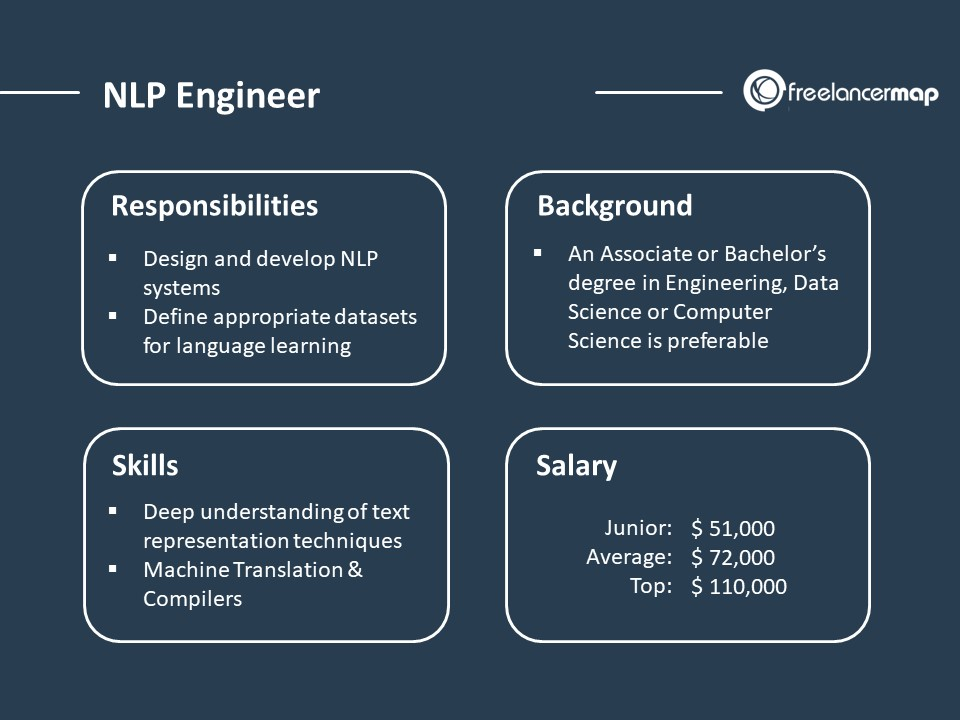 NLP Engineer
freelancermap
Responsibilities
▪ Design and develop NLP
systems
▪ Define appropriate datasets
for language learning
Background
▪ An Associate or Bachelor’s
degree in Engineering, Data
Science or Computer
Science is preferable
Skills
▪ Deep understanding of text
representation techniques
▪ Machine Translation &
Compilers
Salary
Junior: $ 51,000
Average: $ 72,000
Top: $ 110,000